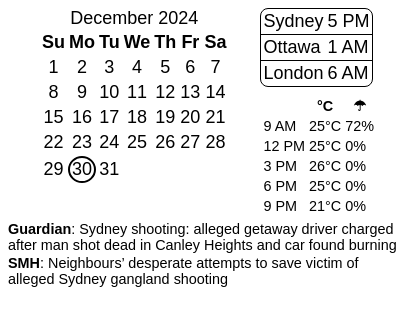 December 2024
Su Mo Tu We Th Fr Sa
1 2 3 4 5 6 7
8 9 10 11 12 13 14
15 16 17 18 19 20 21
22 23 24 25 26 27 28
29 30 31
Sydney 5 PM
Ottawa 1 AM
London 6 AM
°C ☂
9 AM 25°C 72%
12 PM 25°C 0%
3 PM 26°C 0%
6 PM 25°C 0%
9 PM 21°C 0%
Guardian: Sydney shooting: alleged getaway driver charged
after man shot dead in Canley Heights and car found burning
SMH: Neighbours’ desperate attempts to save victim of
alleged Sydney gangland shooting